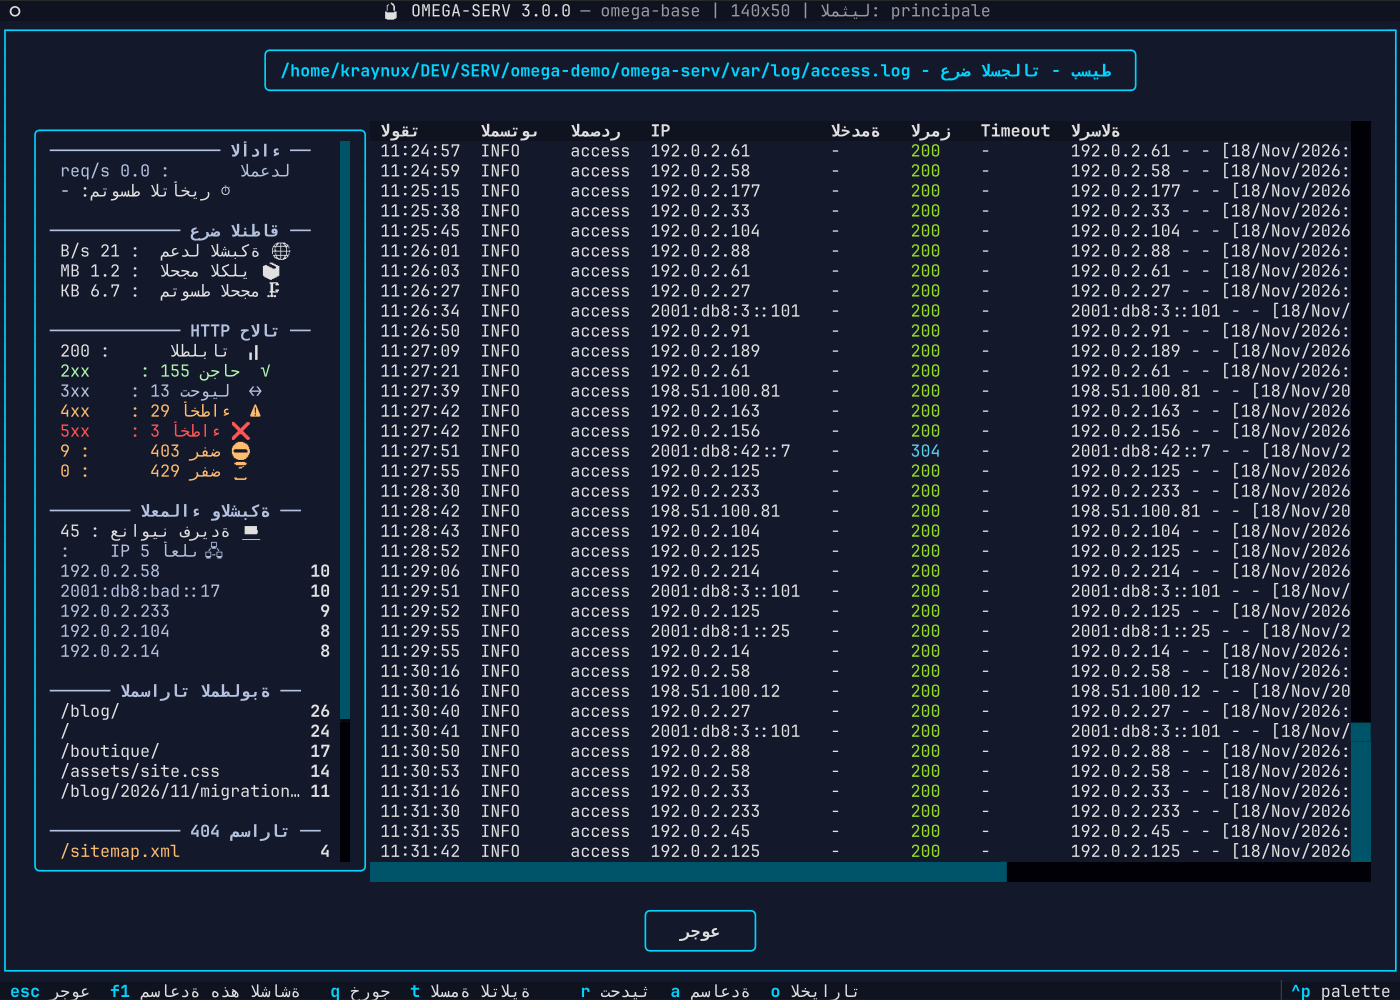 OMEGA-SERV 3.0.0 — omega-base | 140x50 | المثيل: principale
/home/kraynux/DEV/SERV/omega-demo/omega-serv/var/log/access.log - عرض السجلات - بسيط
الأداء
req/s 0.0 : المعدل
- :متوسط التأخير ⏱
عرض النطاق
B/s 21 : معدل الشبكة
MB 1.2 : الحجم الكلي
KB 6.7 : متوسط الحجم
HTTP حالات
200 : الطلبات
2xx : 155 نجاح √
3xx : 13 تحويل ↔
4xx : 29 أخطاء ⚠
5xx : 3 أخطاء ❌
9 : 403 رفض
0 : 429 رفض
العملاء والشبكة
45 : عناوين فريدة
: IP 5 أعلى
192.0.2.58 10
2001:db8:bad::17 10
192.0.2.233 9
192.0.2.104 8
192.0.2.14 8
المسارات المطلوبة
/blog/ 26
/ 24
/boutique/ 17
/assets/site.css 14
/blog/2026/11/migration… 11
404 مسارات
/sitemap.xml 4
الوقت المستوى المصدر IP الخدمة الرمز Timeout الرسالة
11:24:57 INFO access 192.0.2.61 - 200 - 192.0.2.61 - - [18/Nov/2026:
11:24:59 INFO access 192.0.2.58 - 200 - 192.0.2.58 - - [18/Nov/2026:
11:25:15 INFO access 192.0.2.177 - 200 - 192.0.2.177 - - [18/Nov/2026
11:25:38 INFO access 192.0.2.33 - 200 - 192.0.2.33 - - [18/Nov/2026:
11:25:45 INFO access 192.0.2.104 - 200 - 192.0.2.104 - - [18/Nov/2026
11:26:01 INFO access 192.0.2.88 - 200 - 192.0.2.88 - - [18/Nov/2026:
11:26:03 INFO access 192.0.2.61 - 200 - 192.0.2.61 - - [18/Nov/2026:
11:26:27 INFO access 192.0.2.27 - 200 - 192.0.2.27 - - [18/Nov/2026:
11:26:34 INFO access 2001:db8:3::101 - 200 - 2001:db8:3::101 - - [18/Nov/
11:26:50 INFO access 192.0.2.91 - 200 - 192.0.2.91 - - [18/Nov/2026:
11:27:09 INFO access 192.0.2.189 - 200 - 192.0.2.189 - - [18/Nov/2026
11:27:21 INFO access 192.0.2.61 - 200 - 192.0.2.61 - - [18/Nov/2026:
11:27:39 INFO access 198.51.100.81 - 200 - 198.51.100.81 - - [18/Nov/20
11:27:42 INFO access 192.0.2.163 - 200 - 192.0.2.163 - - [18/Nov/2026
11:27:42 INFO access 192.0.2.156 - 200 - 192.0.2.156 - - [18/Nov/2026
11:27:51 INFO access 2001:db8:42::7 - 304 - 2001:db8:42::7 - - [18/Nov/2
11:27:55 INFO access 192.0.2.125 - 200 - 192.0.2.125 - - [18/Nov/2026
11:28:30 INFO access 192.0.2.233 - 200 - 192.0.2.233 - - [18/Nov/2026
11:28:42 INFO access 198.51.100.81 - 200 - 198.51.100.81 - - [18/Nov/20
11:28:43 INFO access 192.0.2.104 - 200 - 192.0.2.104 - - [18/Nov/2026
11:28:52 INFO access 192.0.2.125 - 200 - 192.0.2.125 - - [18/Nov/2026
11:29:06 INFO access 192.0.2.214 - 200 - 192.0.2.214 - - [18/Nov/2026
11:29:51 INFO access 2001:db8:3::101 - 200 - 2001:db8:3::101 - - [18/Nov/
11:29:52 INFO access 192.0.2.125 - 200 - 192.0.2.125 - - [18/Nov/2026
11:29:55 INFO access 2001:db8:1::25 - 200 - 2001:db8:1::25 - - [18/Nov/2
11:29:55 INFO access 192.0.2.14 - 200 - 192.0.2.14 - - [18/Nov/2026:
11:30:16 INFO access 192.0.2.58 - 200 - 192.0.2.58 - - [18/Nov/2026:
11:30:16 INFO access 198.51.100.12 - 200 - 198.51.100.12 - - [18/Nov/20
11:30:40 INFO access 192.0.2.27 - 200 - 192.0.2.27 - - [18/Nov/2026:
11:30:41 INFO access 2001:db8:3::101 - 200 - 2001:db8:3::101 - - [18/Nov/
11:30:50 INFO access 192.0.2.88 - 200 - 192.0.2.88 - - [18/Nov/2026:
11:30:53 INFO access 192.0.2.58 - 200 - 192.0.2.58 - - [18/Nov/2026:
11:31:16 INFO access 192.0.2.33 - 200 - 192.0.2.33 - - [18/Nov/2026:
11:31:30 INFO access 192.0.2.233 - 200 - 192.0.2.233 - - [18/Nov/2026
11:31:35 INFO access 192.0.2.45 - 200 - 192.0.2.45 - - [18/Nov/2026:
11:31:42 INFO access 192.0.2.125 - 200 - 192.0.2.125 - - [18/Nov/2026
رجوع
esc رجوع f1 مساعدة هذه الشاشة q خروج t السمة التالية r تحديث a مساعدة o الخيارات ^p palette